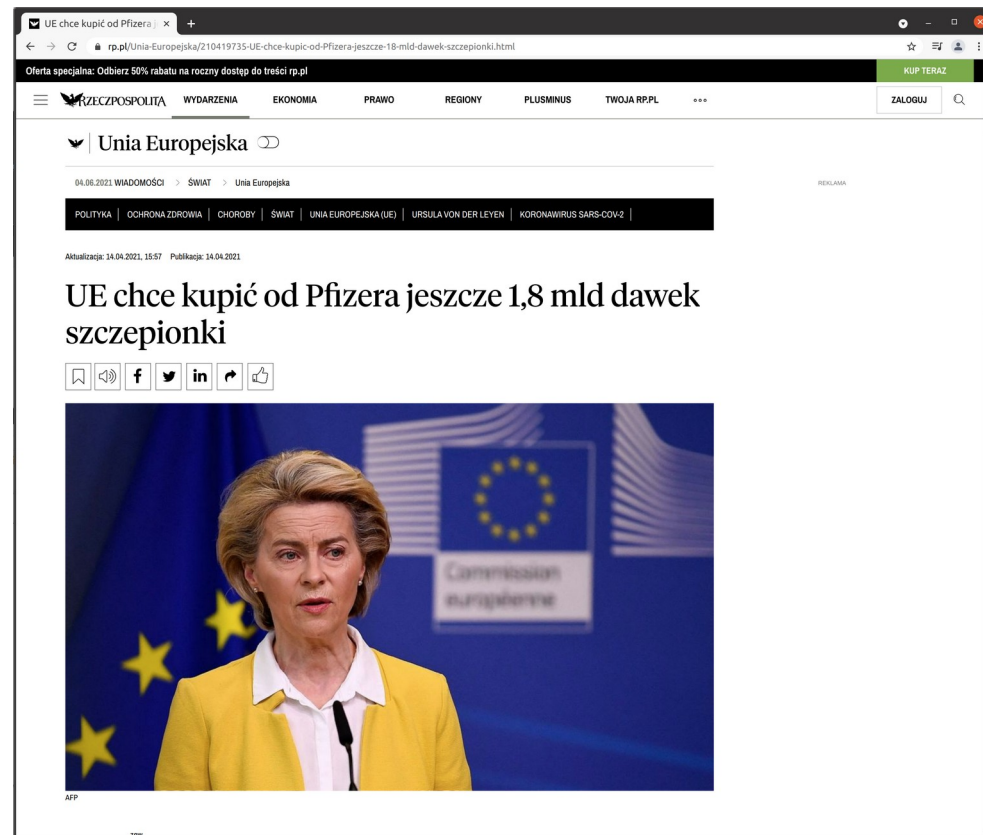 UE chce kupić od Pfizera j
rp.pl/Unia-Europejska/210419735-UE-chce-kupic-od-Pfizera-jeszcze-18-mld-dawek-szczepionki.html
Oferta specjalna: Odbierz 50% rabatu na roczny dostęp do treści rp.pl
KUP TERAZ
RZECZPOSPOLITA WYDARZENIA EKONOMIA PRAWO REGIONY PLUSMINUS TWOJA RP.PL ZALOGUJ
Unia Europejska
04.06.2021 WIADOMOŚCI > ŚWIAT > Unia Europejska
REKLAMA
POLITYKA | OCHRONA ZDROWIA | CHOROBY | ŚWIAT | UNIA EUROPEJSKA (UE) | URSULA VON DER LEYEN | KORONAWIRUS SARS-COV-2 |
Aktualizacja: 14.04.2021, 15:57 Publikacja: 14.04.2021
UE chce kupić od Pfizera jeszcze 1,8 mld dawek
szczepionki
f in
Commission
européenne
AFP